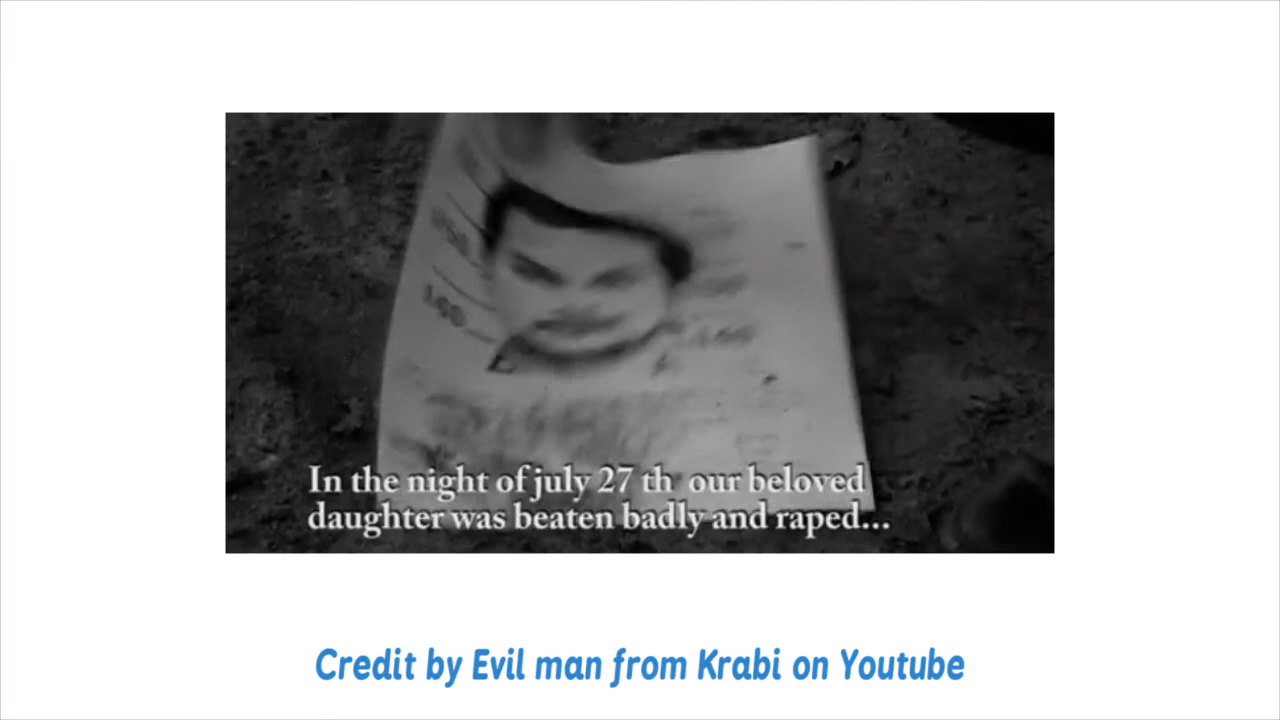 In the night of july 27 th our beloved
daughter was beaten badly and raped...
Credit by Evil man from Krabi on Youtube